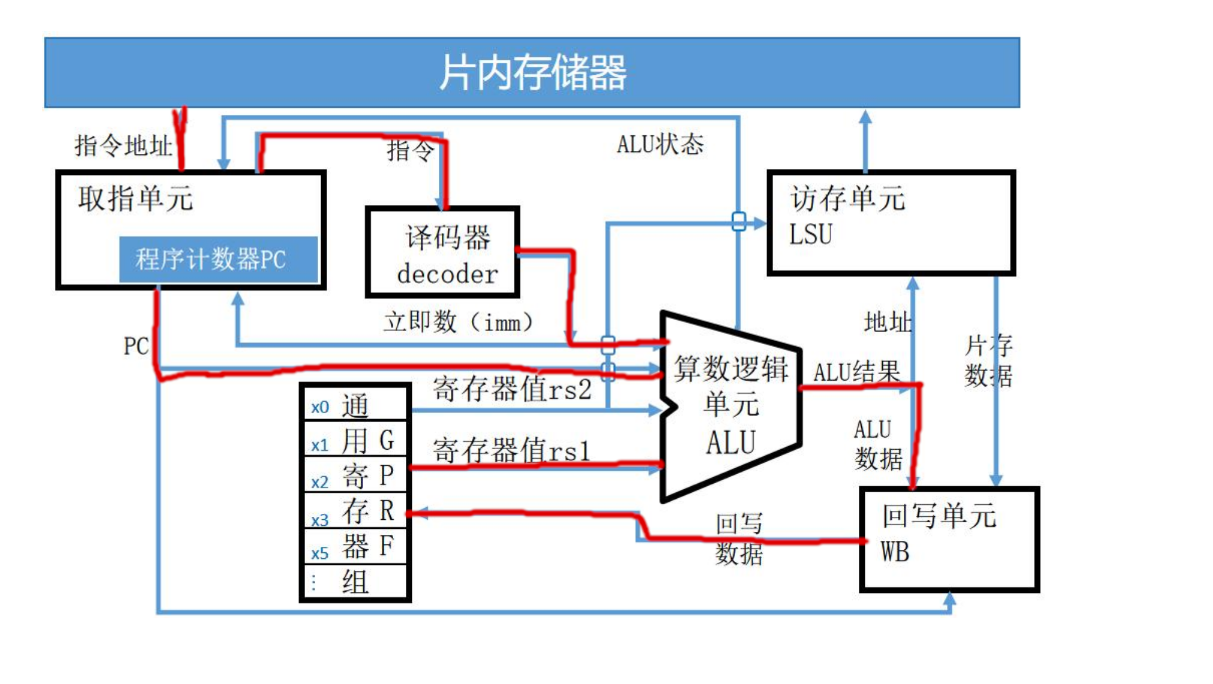 片内存储器
指令地址
指令
ALU状态
取指单元
程序计数器PC
译码器
decoder
访存单元
LSU
立即数（imm）
PC
地址
片存
数据
算数逻辑
单元
ALU
ALU结果
寄存器值rs2
寄存器值rs1
x0 通
x1 用 G
x2 寄 P
x3 存 R
x5 器 F
⋮ 组
ALU
数据
回写
数据
回写单元
WB